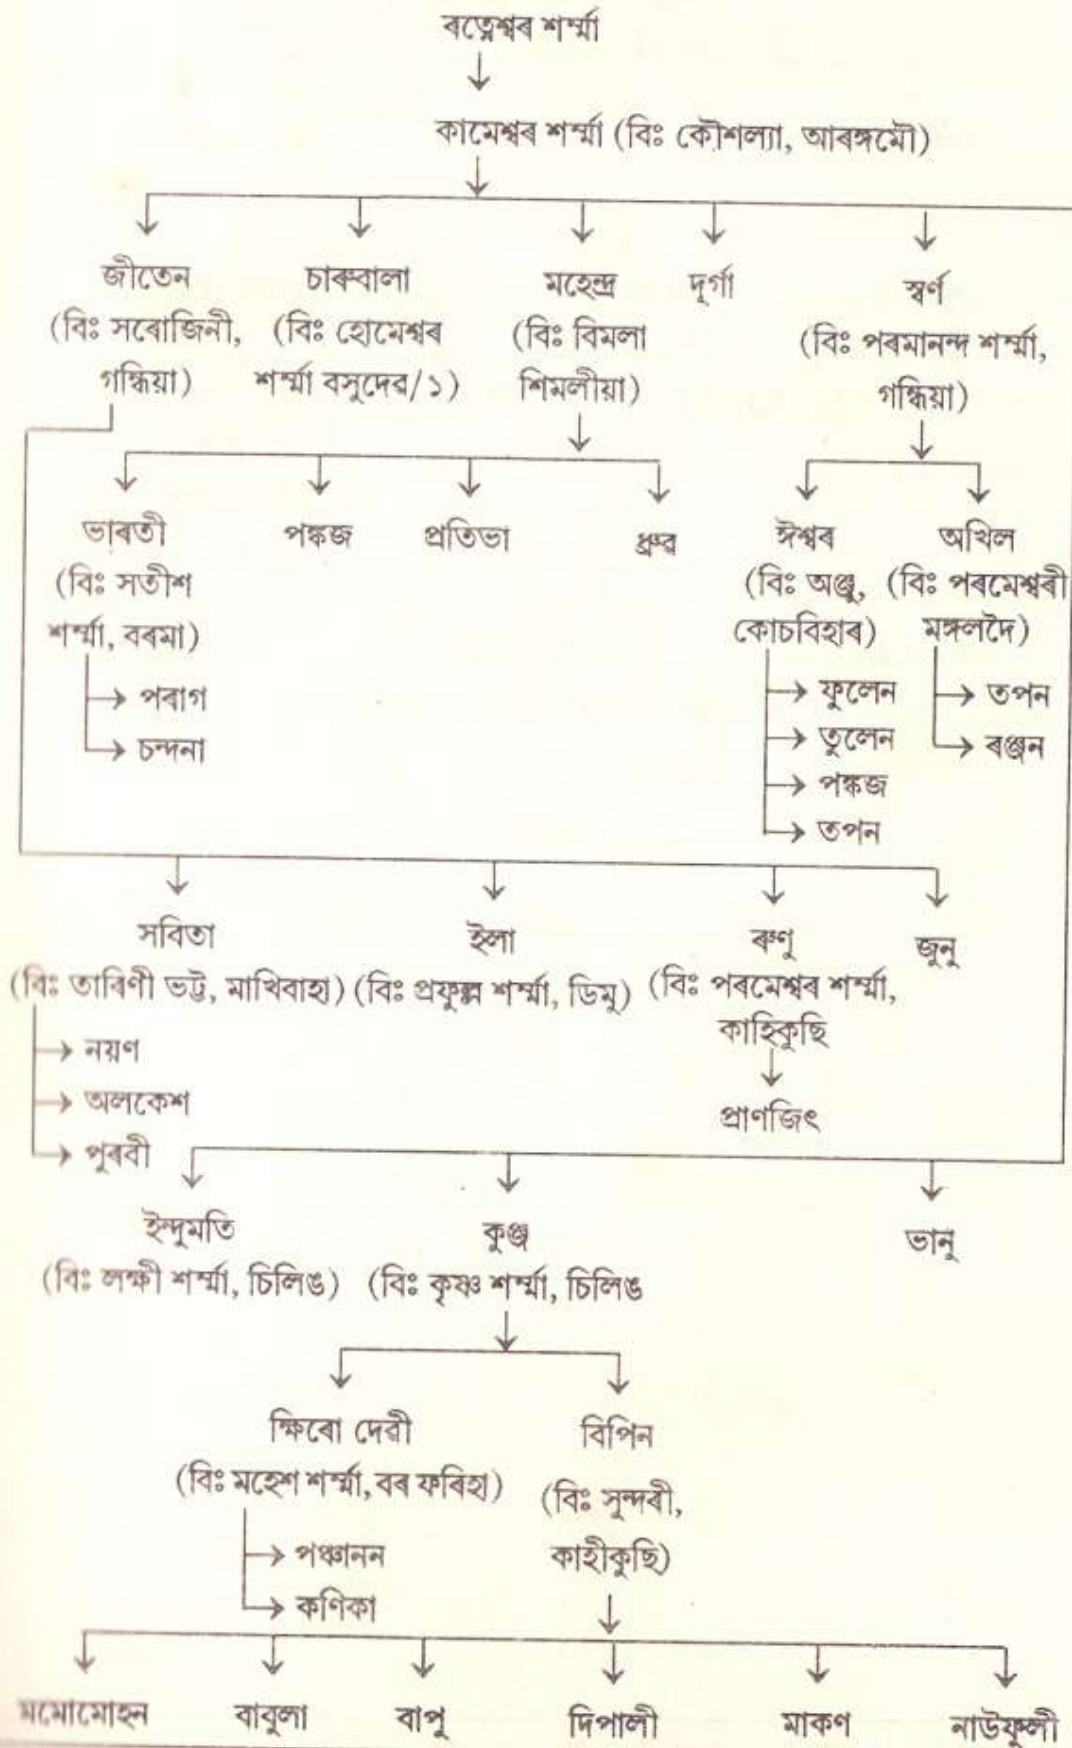 ৰত্নেশ্বৰ শৰ্ম্মা
কামেশ্বৰ শৰ্ম্মা (বিঃ কৌশল্যা, আৰঙ্গমৌ)
জীতেন চাৰুবালা মহেন্দ্ৰ দূৰ্গা স্বৰ্ণ
(বিঃ সৰোজিনী, (বিঃ হোমেশ্বৰ (বিঃ বিমলা (বিঃ পৰমানন্দ শৰ্ম্মা,
গন্ধিয়া) শৰ্ম্মা বসুদেৱ/১) শিমলীয়া) গন্ধিয়া)
ভাৰতী পঙ্কজ প্ৰতিভা ধ্ৰুৱ ঈশ্বৰ অখিল
(বিঃ সতীশ (বিঃ অঞ্জু, (বিঃ পৰমেশ্বৰী
শৰ্ম্মা, বৰমা) কোচবিহাৰ) মঙ্গলদৈ)
পৰাগ ফুলেন তপন
চন্দনা তুলেন ৰঞ্জন
পঙ্কজ
তপন
সবিতা ইলা ৰুণু জুনু
(বিঃ তাৰিণী ভট্ট, মাখিবাহা) (বিঃ প্ৰফুল্ল শৰ্ম্মা, ডিমু) (বিঃ পৰমেশ্বৰ শৰ্ম্মা,
কাহিকুছি
নয়ণ
অলকেশ প্ৰাণজিৎ
পুৰবী
ইন্দুমতি কুঞ্জ ভানু
(বিঃ লক্ষী শৰ্ম্মা, চিলিঙ) (বিঃ কৃষ্ণ শৰ্ম্মা, চিলিঙ
ক্ষিৰো দেৱী বিপিন
(বিঃ মহেশ শৰ্ম্মা, বৰ ফৰিহা) (বিঃ সুন্দৰী,
পঞ্চানন কাহীকুছি)
কণিকা
মমোমোহন বাবুলা বাপু দিপালী মাকণ নাউফুলী